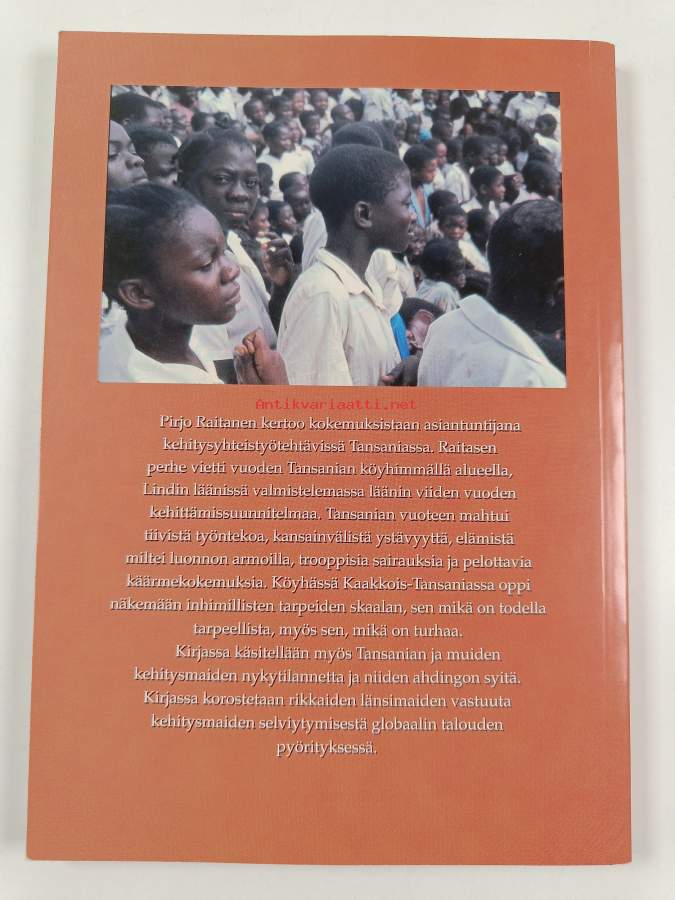 Antikvariaatti.net
Pirjo Raitanen kertoo kokemuksistaan asiantuntijana
kehitysyhteistyötehtävissä Tansaniassa. Raitasen
perhe vietti vuoden Tansanian köyhimmällä alueella,
Lindin läänissä valmistelemassa läänin viiden vuoden
kehittämissuunnitelmaa. Tansanian vuoteen mahtui
tiivistä työntekoa, kansainvälistä ystävyyttä, elämistä
miltei luonnon armoilla, trooppisia sairauksia ja pelottavia
käärmekokemuksia. Köyhässä Kaakkois-Tansaniassa oppi
näkemään inhimillisten tarpeiden skaalan, sen mikä on todella
tarpeellista, myös sen, mikä on turhaa.
Kirjassa käsitellään myös Tansanian ja muiden
kehitysmaiden nykytilannetta ja niiden ahdingon syitä.
Kirjassa korostetaan rikkaiden länsimaiden vastuuta
kehitysmaiden selviytymisestä globaalin talouden
pyörityksessä.